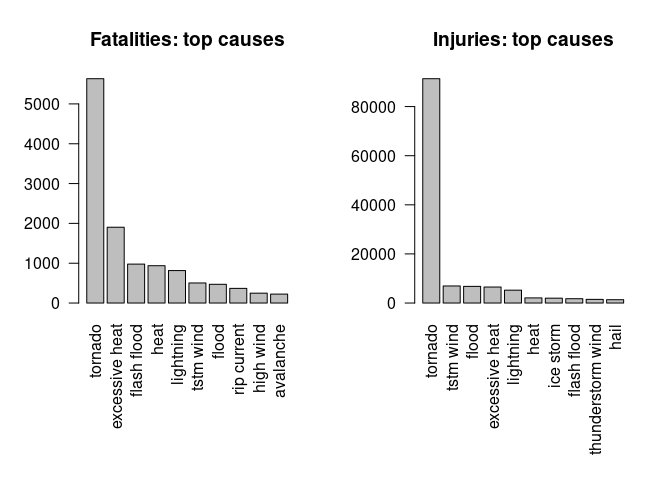 Fatalities: top causes
5000
4000
3000
2000
1000
0
tornado
excessive heat
flash flood
heat
lightning
tstm wind
flood
rip current
high wind
avalanche
Injuries: top causes
80000
60000
40000
20000
0
tornado
tstm wind
flood
excessive heat
lightning
heat
ice storm
flash flood
thunderstorm wind
hail